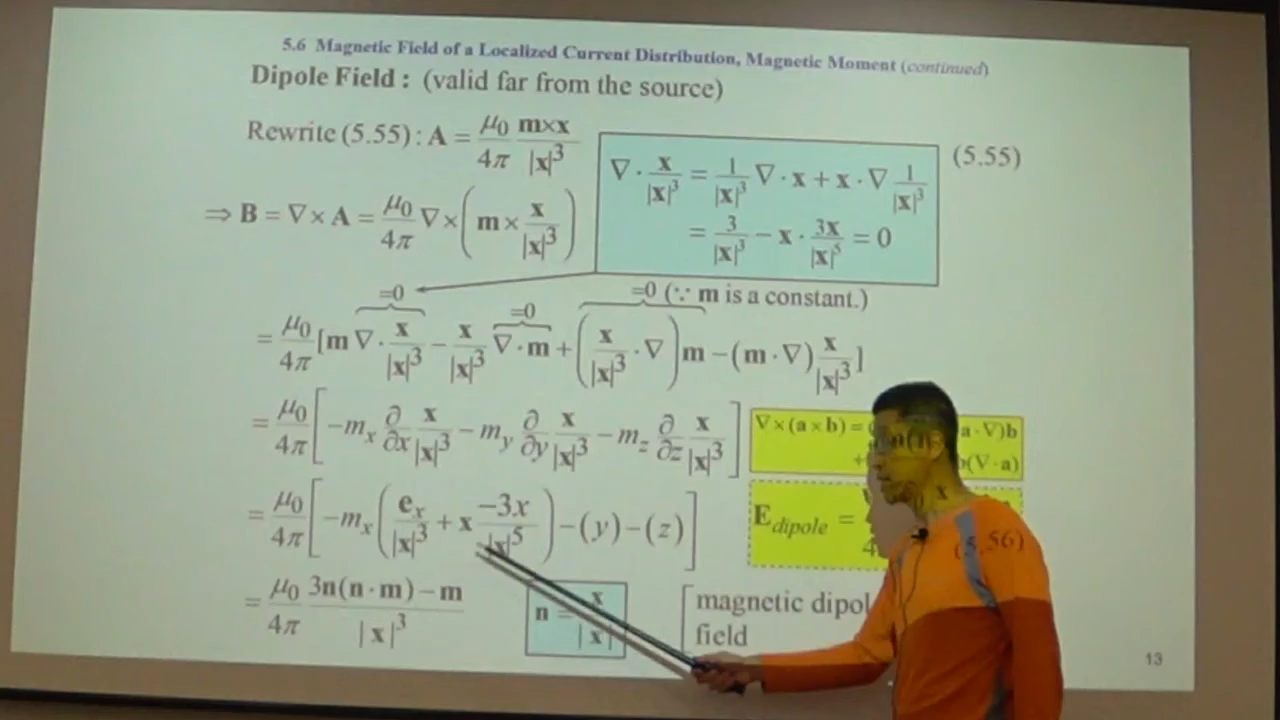 5.6 Magnetic Field of a Localized Current Distribution, Magnetic Moment (continued)
Dipole Field : (valid far from the source)
Rewrite (5.55) : A = μ₀/4π m×x/|x|³ (5.55)
∇ · x/|x|³ = 1/|x|³ ∇ · x + x · ∇ 1/|x|³
= 3/|x|³ − x · 3x/|x|⁵ = 0
⇒ B = ∇ × A = μ₀/4π ∇ × (m × x/|x|³)
=0 =0 =0 (∵ m is a constant.)
= μ₀/4π [m ∇ · x/|x|³ − x/|x|³ ∇ · m + (x/|x|³ · ∇) m − (m · ∇) x/|x|³]
= μ₀/4π [−mₓ ∂/∂x x/|x|³ − m_y ∂/∂y x/|x|³ − m_z ∂/∂z x/|x|³]
∇×(a×b) = a·∇)b
+ (∇·a)
= μ₀/4π [−mₓ (eₓ/|x|³ + x −3x/|x|⁵) − (y) − (z)]
E_dipole =
4
(5.56)
= μ₀/4π 3n(n · m) − m/|x|³
n = x/|x|
magnetic dipol
field
13